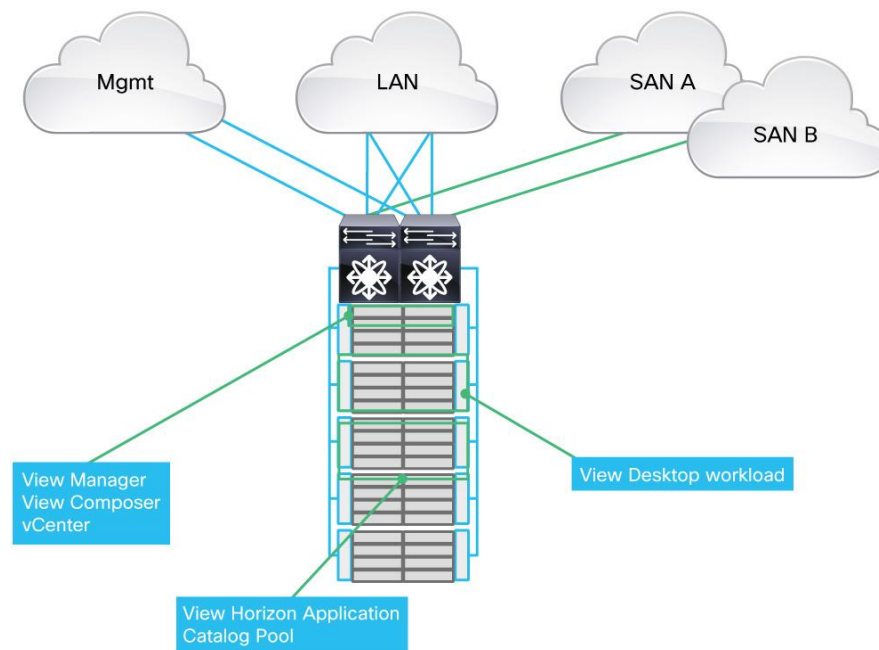 Mgmt
LAN
SAN A
SAN B
View Manager
View Composer
vCenter
View Desktop workload
View Horizon Application
Catalog Pool